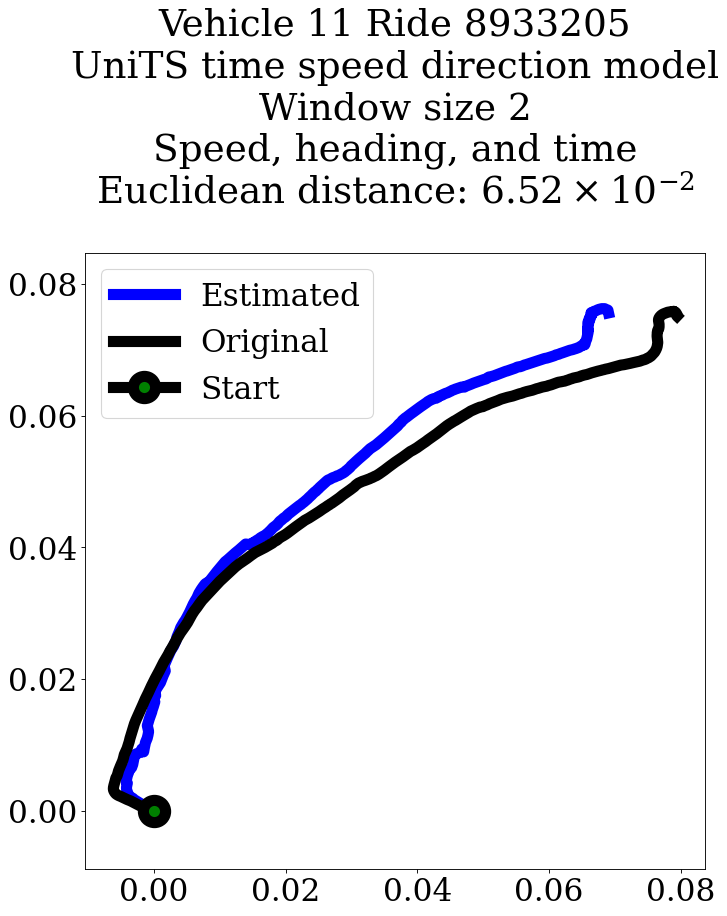 Vehicle 11 Ride 8933205
UniTS time speed direction model
Window size 2
Speed, heading, and time
Euclidean distance: 6.52 × 10⁻²
Estimated
Original
Start
0.08
0.06
0.04
0.02
0.00
0.00 0.02 0.04 0.06 0.08